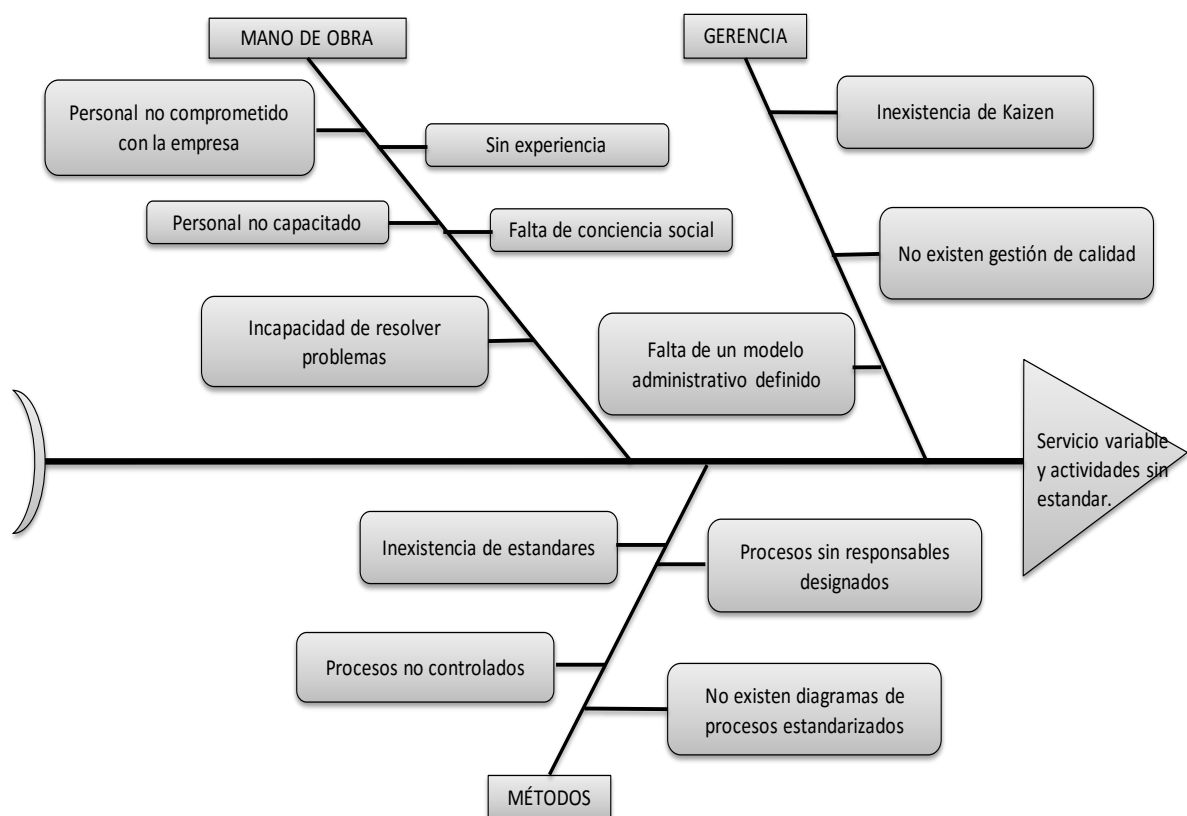 MANO DE OBRA
GERENCIA
Personal no comprometido
con la empresa
Sin experiencia
Personal no capacitado
Falta de conciencia social
Incapacidad de resolver
problemas
Inexistencia de Kaizen
No existen gestión de calidad
Falta de un modelo
administrativo definido
Servicio variable
y actividades sin
estandar.
Inexistencia de estandares
Procesos sin responsables
designados
Procesos no controlados
No existen diagramas de
procesos estandarizados
MÉTODOS